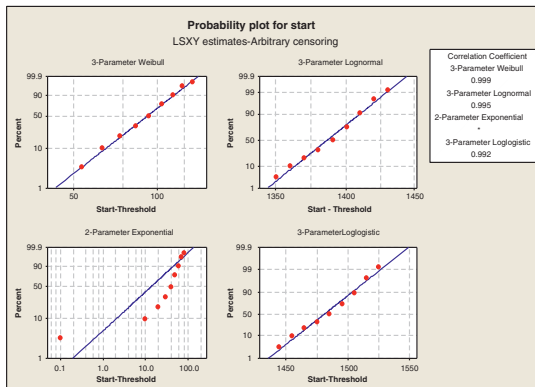 Probability plot for start
LSXY estimates-Arbitrary censoring
3-Parameter Weibull
99.9
90
50
10
1
Percent
50
100
Start-Threshold
3-Parameter Lognormal
99.9
99
90
50
10
1
Percent
1350
1400
1450
Start - Threshold
Correlation Coefficient
3-Parameter Weibull
0.999
3-Parameter Lognormal
0.995
2-Parameter Exponential
*
3-Parameter Loglogistic
0.992
2-Parameter Exponential
99.9
90
50
10
1
Percent
0.1
1.0
10.0
100.0
Start-Threshold
3-ParameterLoglogistic
99.9
99
90
50
10
1
Percent
1450
1500
1550
Start-Threshold